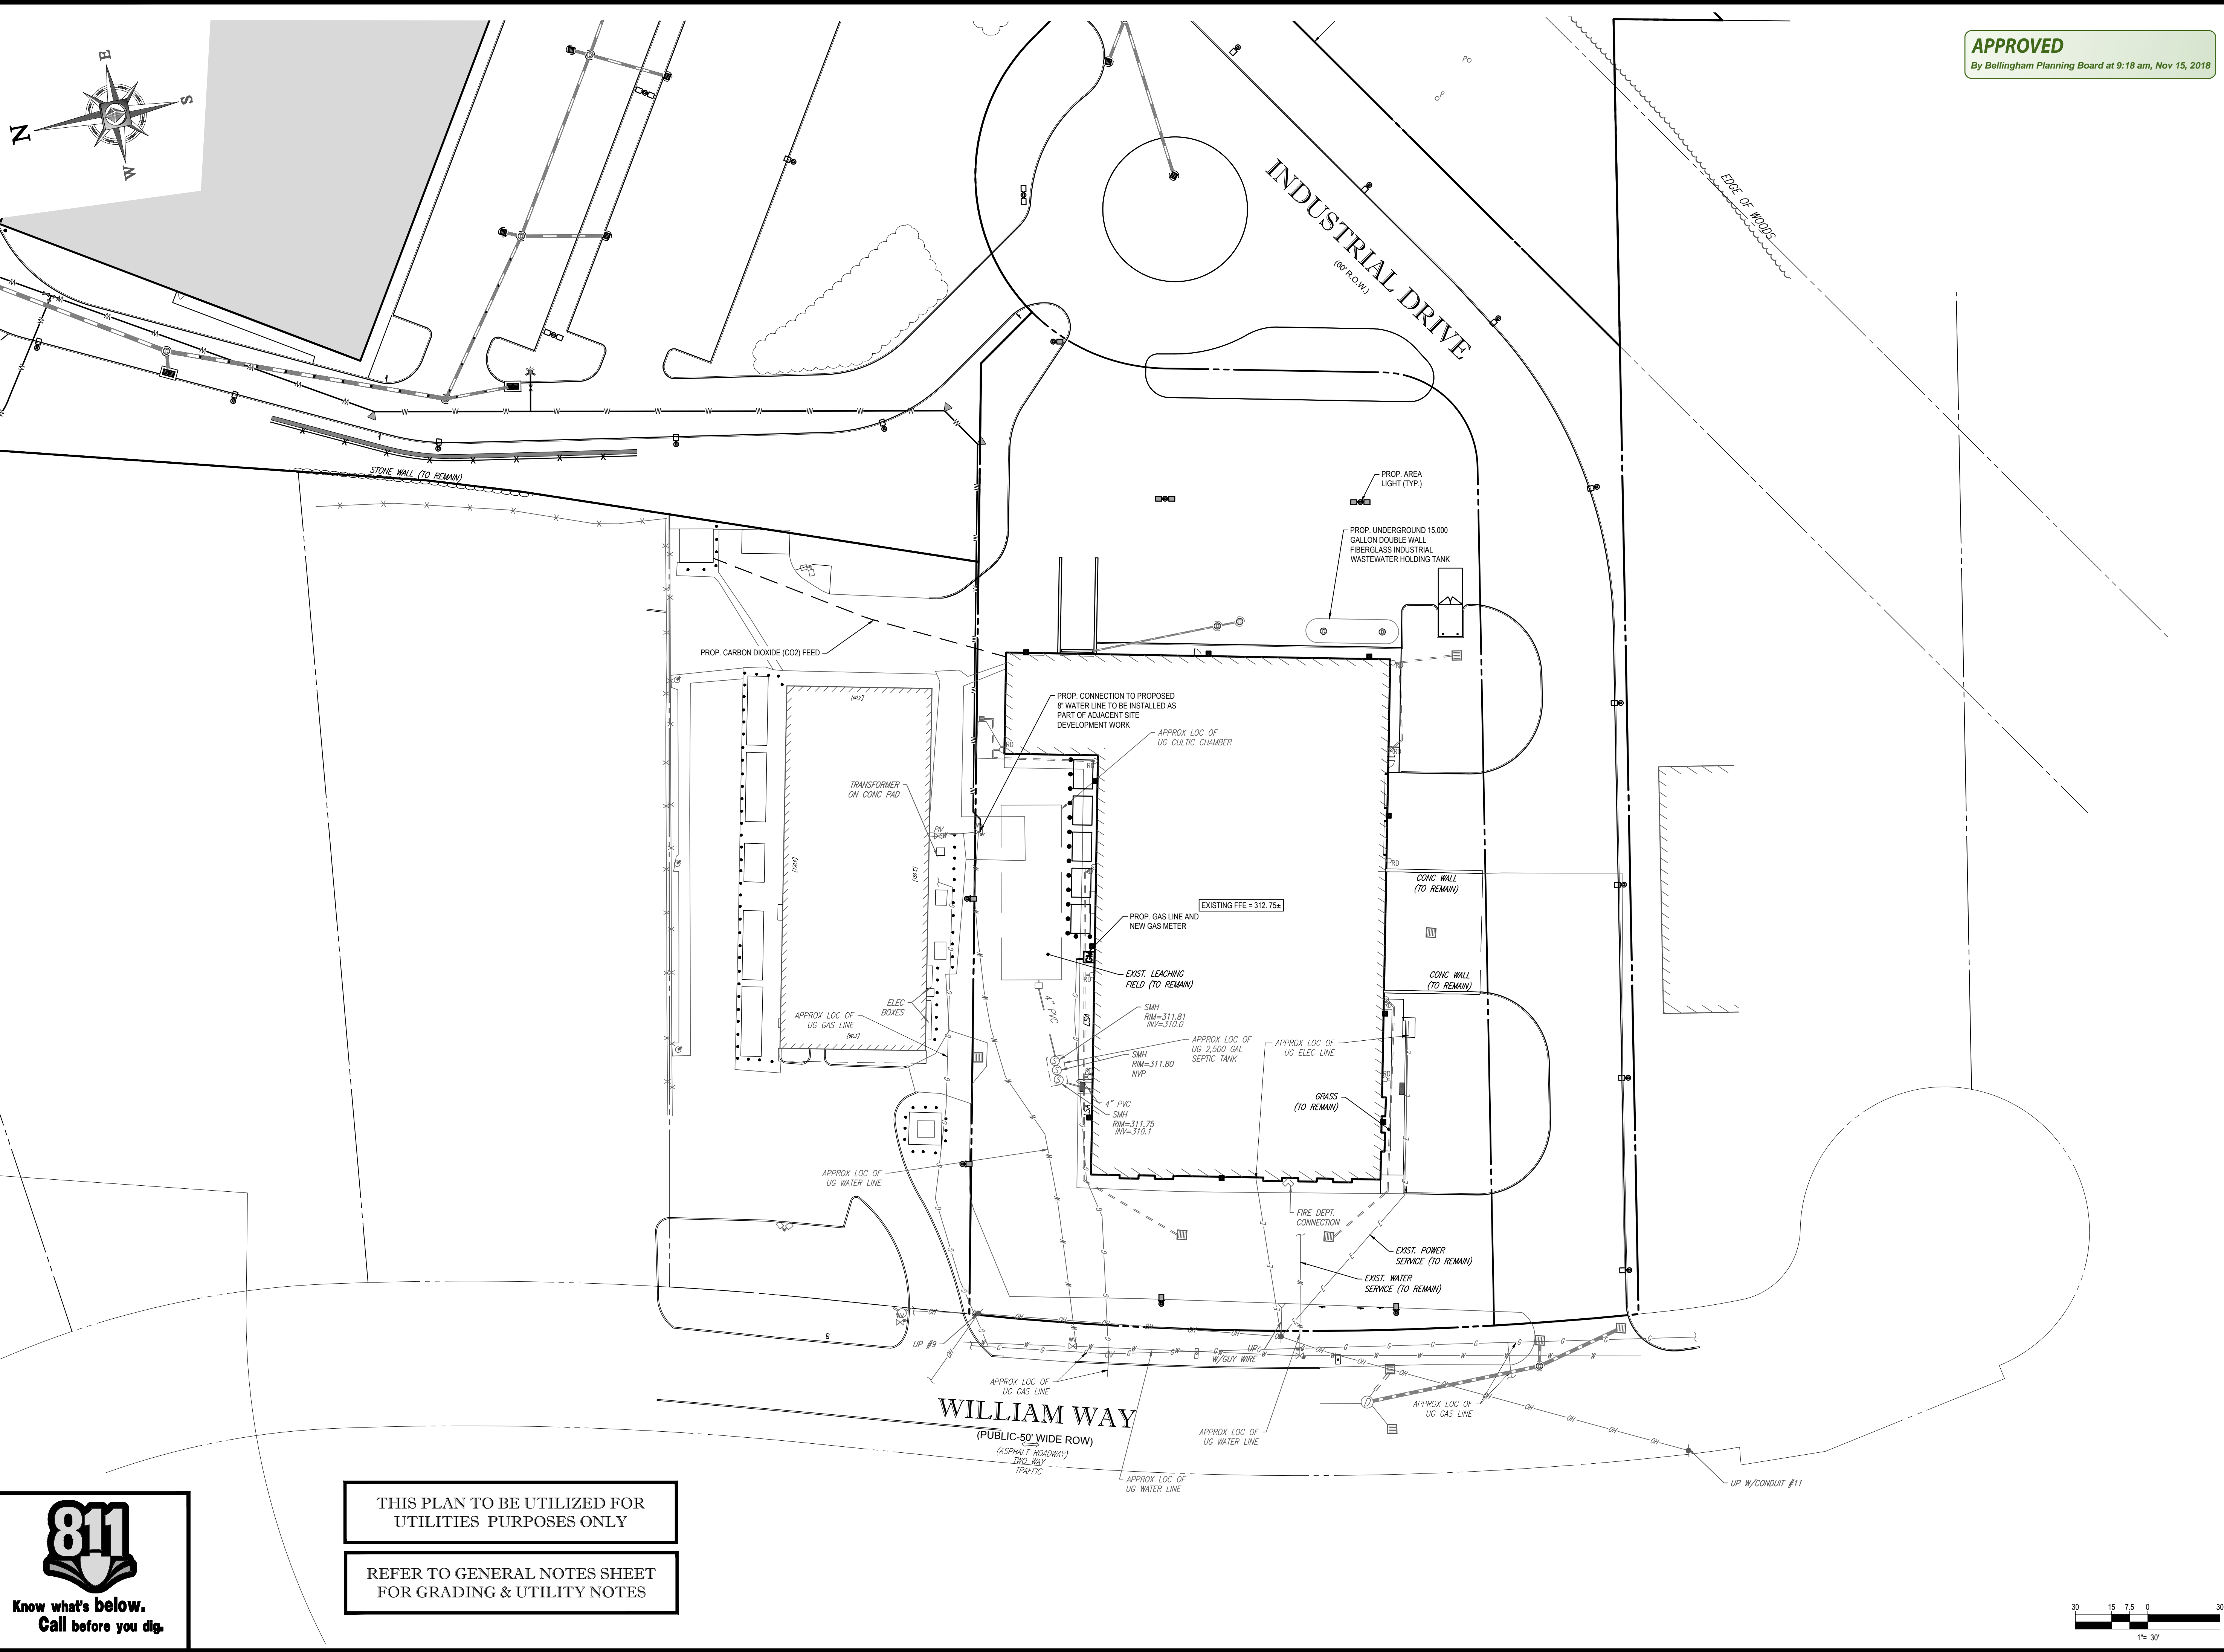 APPROVED
By Bellingham Planning Board at 9:18 am, Nov 15, 2018
E
S
N
W
INDUSTRIAL DRIVE
(60' R.O.W.)
EDGE OF WOODS
STONE WALL (TO REMAIN)
PROP. AREA
LIGHT (TYP.)
PROP. UNDERGROUND 15,000
GALLON DOUBLE WALL
FIBERGLASS INDUSTRIAL
WASTEWATER HOLDING TANK
PROP. CARBON DIOXIDE (CO2) FEED
PROP. CONNECTION TO PROPOSED
8" WATER LINE TO BE INSTALLED AS
PART OF ADJACENT SITE
DEVELOPMENT WORK
APPROX LOC OF
UG CULTIC CHAMBER
TRANSFORMER
ON CONC PAD
PIV
CONC WALL
(TO REMAIN)
EXISTING FFE = 312.75±
PROP. GAS LINE AND
NEW GAS METER
EXIST. LEACHING
FIELD (TO REMAIN)
CONC WALL
(TO REMAIN)
ELEC
BOXES
APPROX LOC OF
UG GAS LINE
4" PVC
LSA
SMH
RIM=311.81
INV=310.0
APPROX LOC OF
UG 2,500 GAL
SEPTIC TANK
APPROX LOC OF
UG ELEC LINE
SMH
RIM=311.80
NVP
4" PVC
LSA
SMH
RIM=311.75
INV=310.1
GRASS
(TO REMAIN)
APPROX LOC OF
UG WATER LINE
FIRE DEPT.
CONNECTION
EXIST. POWER
SERVICE (TO REMAIN)
EXIST. WATER
SERVICE (TO REMAIN)
UP #9
UP
W/GUY WIRE
APPROX LOC OF
UG GAS LINE
WILLIAM WAY
(PUBLIC-50' WIDE ROW)
(ASPHALT ROADWAY)
TWO WAY
TRAFFIC
APPROX LOC OF
UG WATER LINE
APPROX LOC OF
UG WATER LINE
APPROX LOC OF
UG GAS LINE
UP W/CONDUIT #11
THIS PLAN TO BE UTILIZED FOR
UTILITIES PURPOSES ONLY
REFER TO GENERAL NOTES SHEET
FOR GRADING & UTILITY NOTES
811
Know what's below.
Call before you dig.
30 15 7.5 0 30
1"= 30'